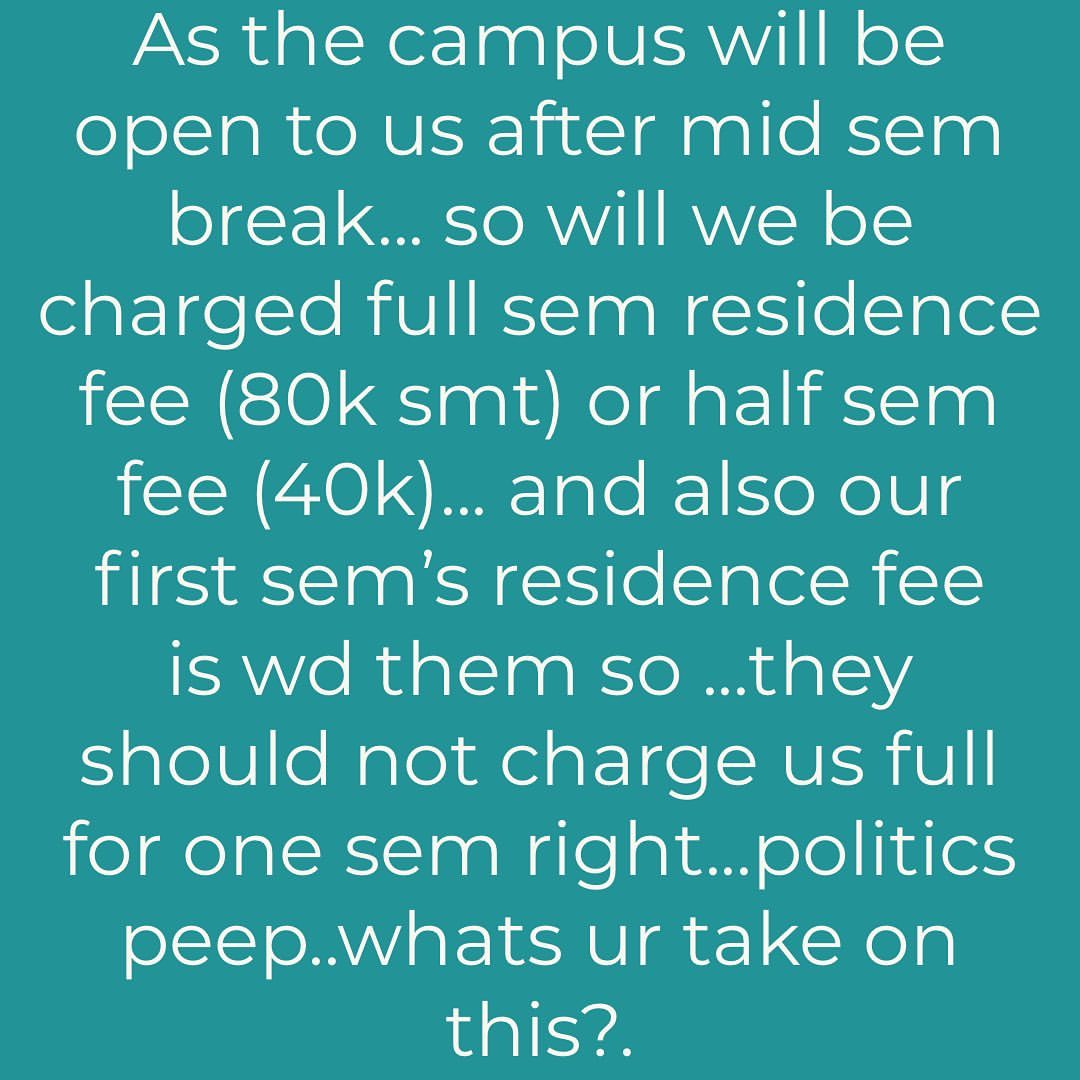 As the campus will be
open to us after mid sem
break... so will we be
charged full sem residence
fee (80k smt) or half sem
fee (40k)... and also our
first sem’s residence fee
is wd them so ...they
should not charge us full
for one sem right...politics
peep..whats ur take on
this?.